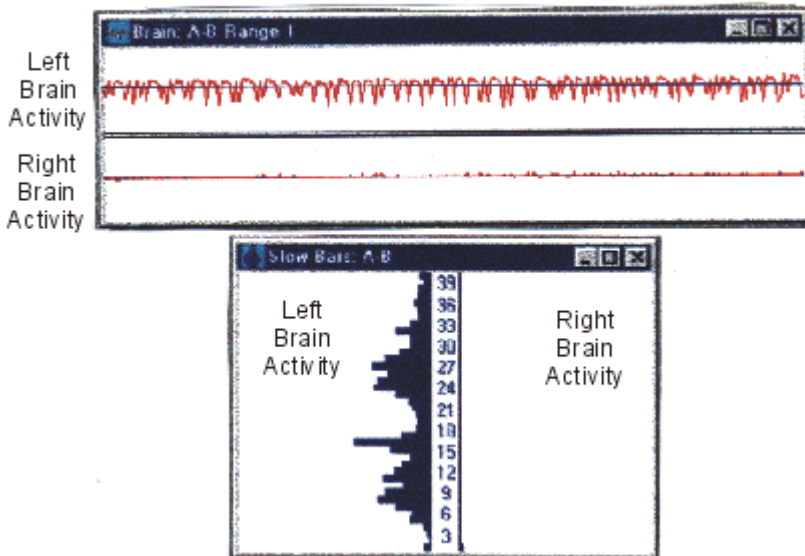 Brain: A-B Range 1
Left
Brain
Activity
Right
Brain
Activity
Slow Bars: A-B
Left
Brain
Activity
Right
Brain
Activity
39
36
33
30
27
24
21
18
15
12
9
6
3